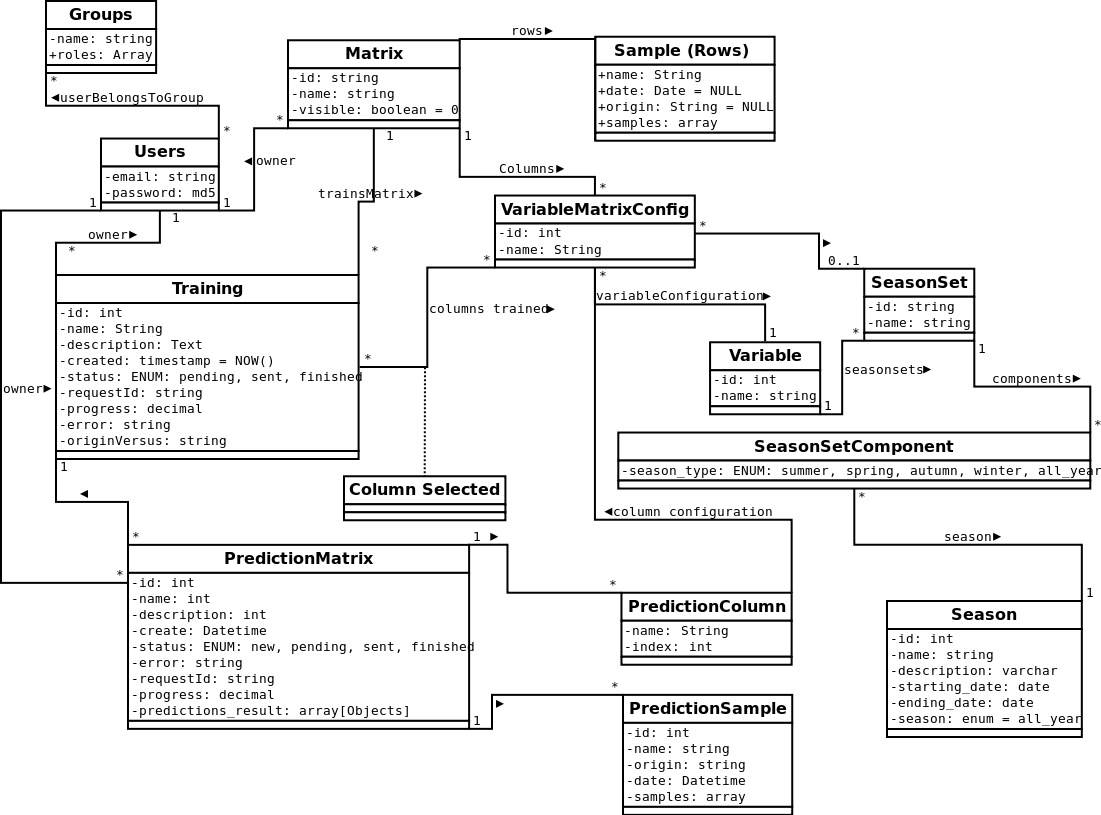 Groups
-name: string
+roles: Array
*
◀userBelongsToGroup
*
Users
-email: string
-password: md5
1
1
1
Matrix
-id: string
-name: string
-visible: boolean = 0
*
◀owner
1
1
rows▶
Sample (Rows)
+name: String
+date: Date = NULL
+origin: String = NULL
+samples: array
Columns▶
*
trainsMatrix▶
*
owner▶
*
VariableMatrixConfig
-id: int
-name: String
*
*
*
▶
0..1
SeasonSet
-id: string
-name: string
*
1
Training
-id: int
-name: String
-description: Text
-created: timestamp = NOW()
-status: ENUM: pending, sent, finished
-requestId: string
-progress: decimal
-error: string
-originVersus: string
*
1
columns trained▶
variableConfiguration▶
1
Variable
-id: int
-name: string
1
seasonsets▶
components▶
*
owner▶
SeasonSetComponent
-season_type: ENUM: summer, spring, autumn, winter, all_year
*
Column Selected
◀
*
*
PredictionMatrix
-id: int
-name: int
-description: int
-create: Datetime
-status: ENUM: new, pending, sent, finished
-error: string
-requestId: string
-progress: decimal
-predictions_result: array[Objects]
1 ▶
1
▶
◀column configuration
*
PredictionColumn
-name: String
-index: int
season▶
1
Season
-id: int
-name: string
-description: varchar
-starting_date: date
-ending_date: date
-season: enum = all_year
*
PredictionSample
-id: int
-name: string
-origin: string
-date: Datetime
-samples: array